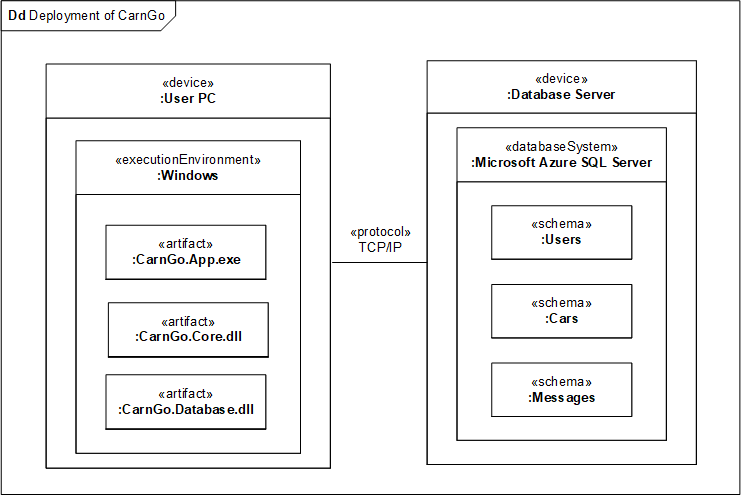 Dd Deployment of CarnGo
«device»
:User PC
«executionEnvironment»
:Windows
«artifact»
:CarnGo.App.exe
«artifact»
:CarnGo.Core.dll
«artifact»
:CarnGo.Database.dll
«protocol»
TCP/IP
«device»
:Database Server
«databaseSystem»
:Microsoft Azure SQL Server
«schema»
:Users
«schema»
:Cars
«schema»
:Messages